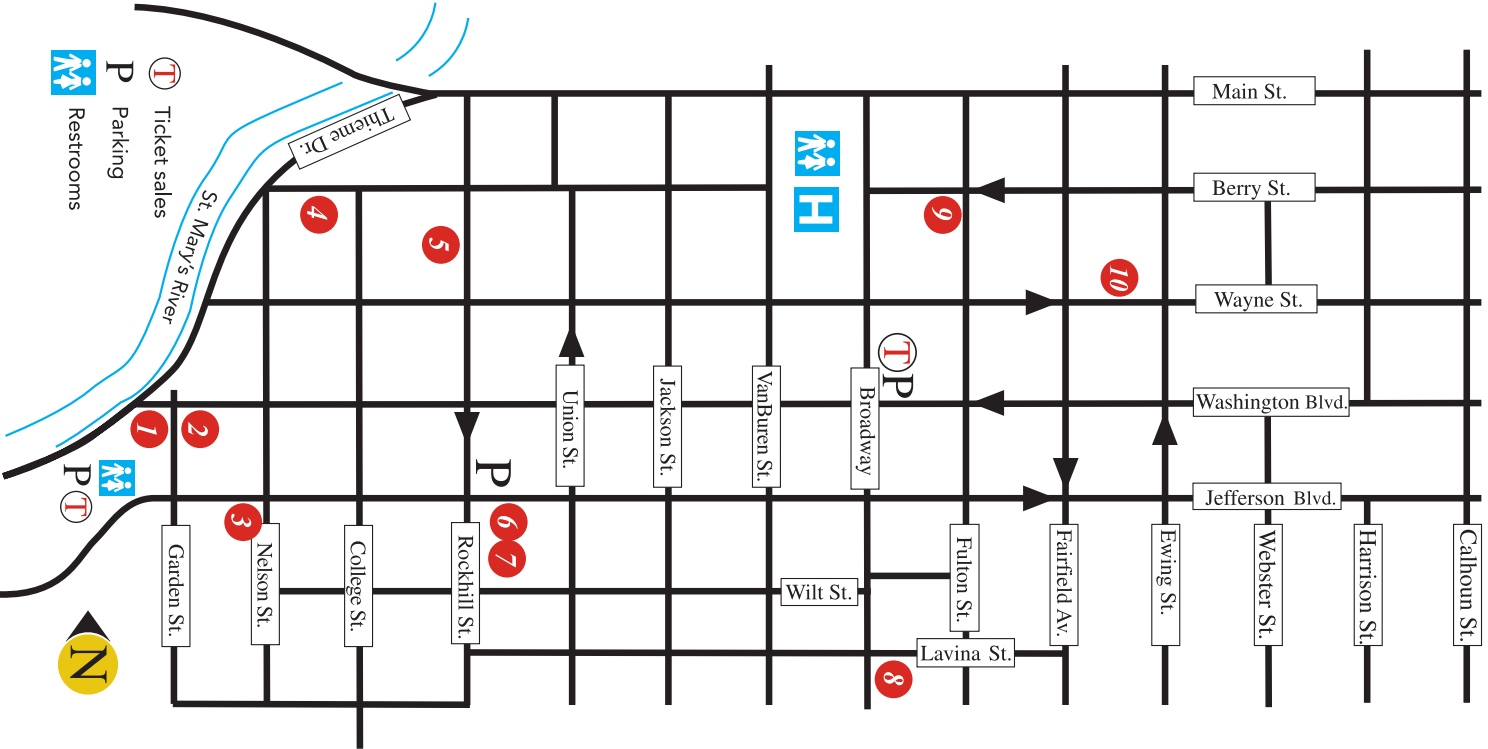 T Ticket sales
P Parking
Restrooms
St. Mary's River
Thieme Dr.
Main St.
Berry St.
Wayne St.
Washington Blvd.
Jefferson Blvd.
H
4
5
9
10
T
P
1
2
P
T
P
3
6
7
8
Union St.
Jackson St.
VanBuren St.
Broadway
Garden St.
Nelson St.
College St.
Rockhill St.
Wilt St.
Fulton St.
Lavina St.
Fairfield Av.
Ewing St.
Webster St.
Harrison St.
Calhoun St.
N